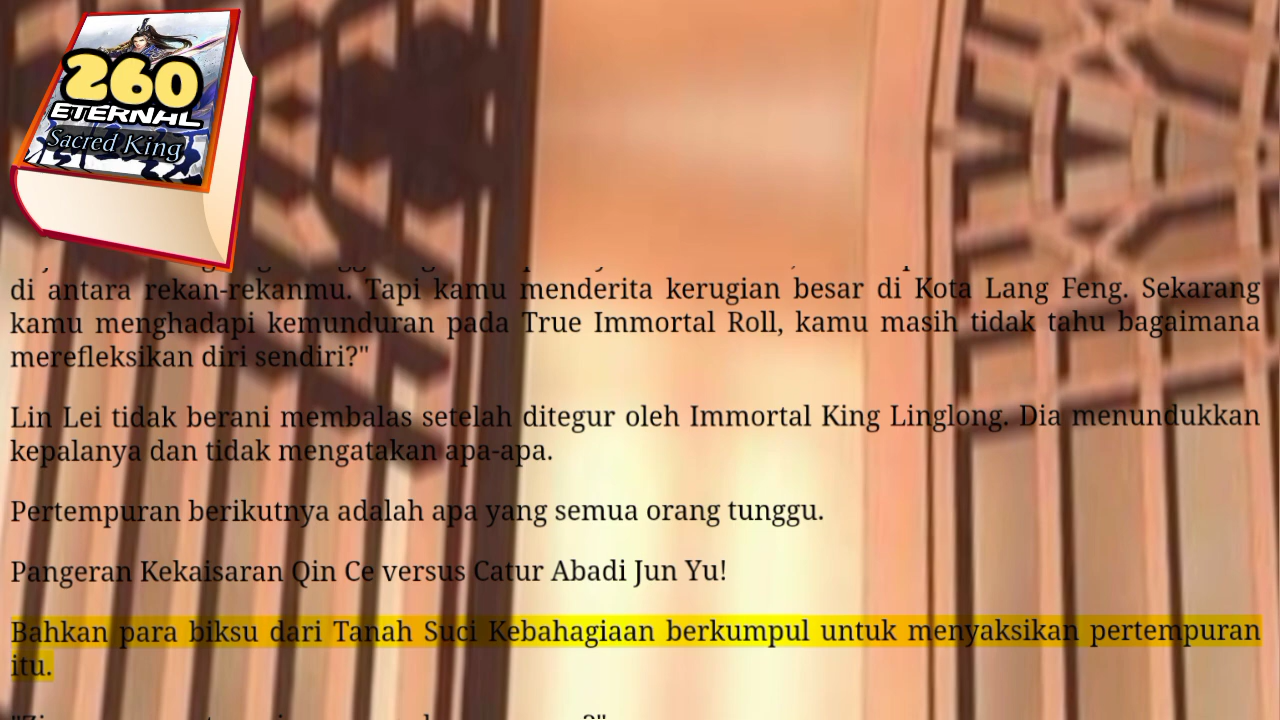 260
ETERNAL
Sacred King
di antara rekan-rekanmu. Tapi kamu menderita kerugian besar di Kota Lang Feng. Sekarang
kamu menghadapi kemunduran pada True Immortal Roll, kamu masih tidak tahu bagaimana
merefleksikan diri sendiri?"
Lin Lei tidak berani membalas setelah ditegur oleh Immortal King Linglong. Dia menundukkan
kepalanya dan tidak mengatakan apa-apa.
Pertempuran berikutnya adalah apa yang semua orang tunggu.
Pangeran Kekaisaran Qin Ce versus Catur Abadi Jun Yu!
Bahkan para biksu dari Tanah Suci Kebahagiaan berkumpul untuk menyaksikan pertempuran
itu.